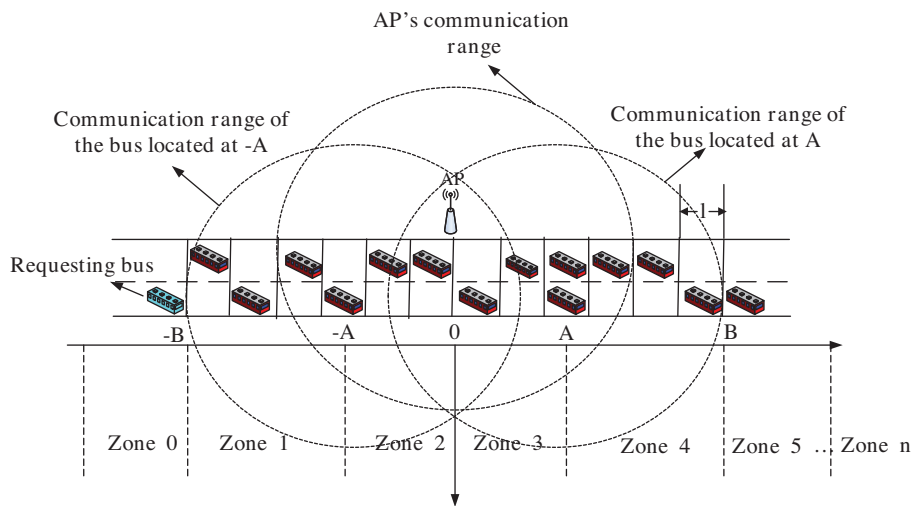 AP's communication
range
Communication range of
the bus located at -A
Communication range of
the bus located at A
AP
l
Requesting bus
-B
-A
0
A
B
Zone 0
Zone 1
Zone 2
Zone 3
Zone 4
Zone 5
...
Zone n